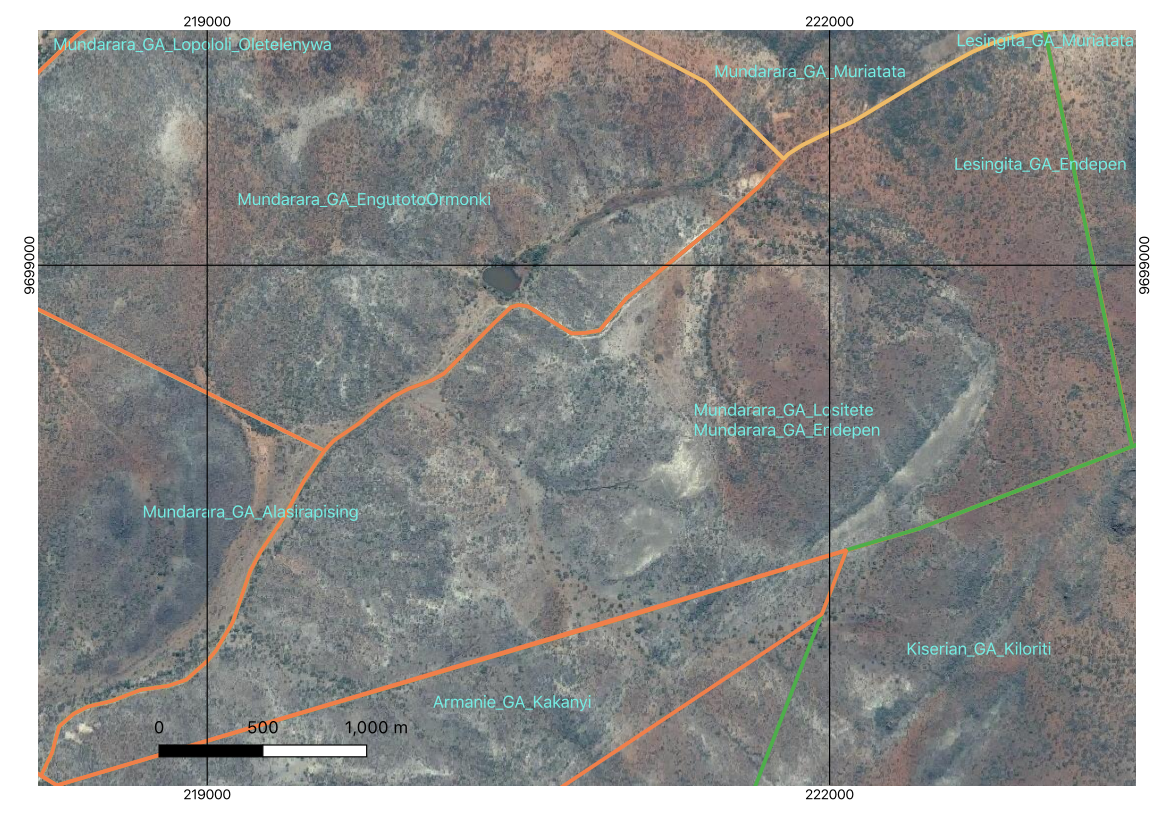 219000
222000
Mundarara_GA_Lopololi_Oletelenywa
Lesingita_GA_Muriatata
Mundarara_GA_Muriatata
Lesingita_GA_Endepen
Mundarara_GA_EngutotoOrmonki
9699000
9699000
Mundarara_GA_Lositete
Mundarara_GA_Endepen
Mundarara_GA_Alasirapising
Kiserian_GA_Kiloriti
Armanie_GA_Kakanyi
0 500 1,000 m
219000
222000